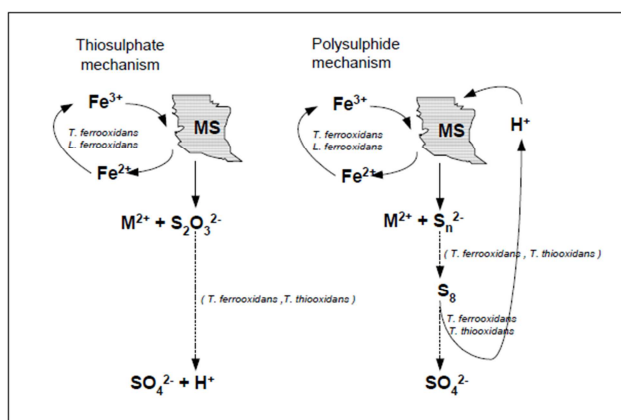 Thiosulphate
mechanism
Fe³⁺
MS
T. ferrooxidans
L. ferrooxidans
Fe²⁺
M²⁺ + S₂O₃²⁻
( T. ferrooxidans ,T. thiooxidans )
SO₄²⁻ + H⁺
Polysulphide
mechanism
Fe³⁺
MS
H⁺
T. ferrooxidans
L. ferrooxidans
Fe²⁺
M²⁺ + Sₙ²⁻
( T. ferrooxidans , T. thiooxidans )
S₈
T. ferrooxidans
T. thiooxidans
SO₄²⁻